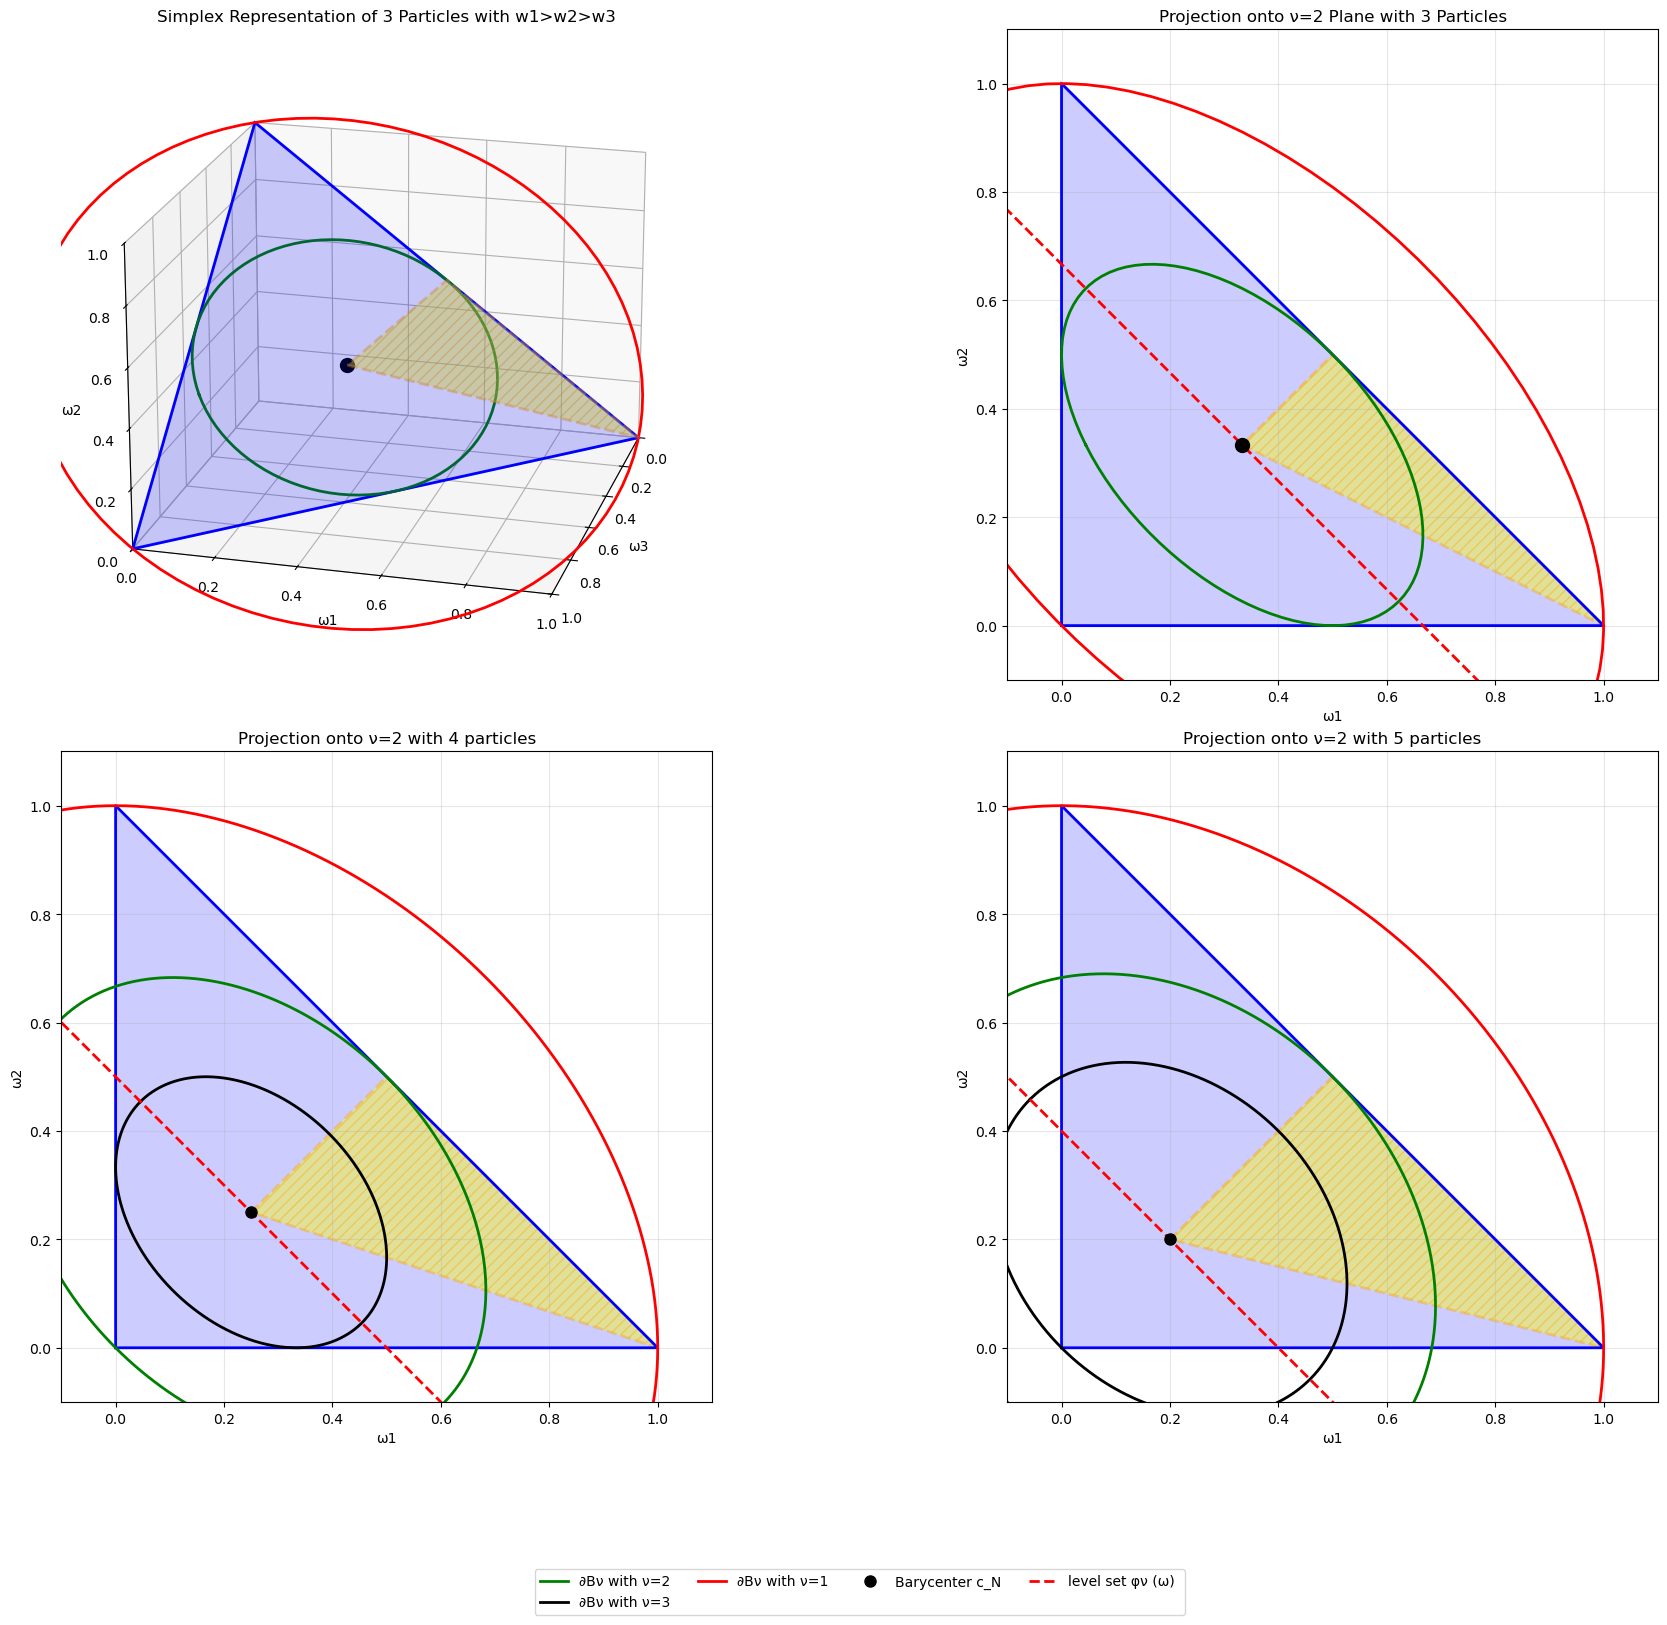 Simplex Representation of 3 Particles with w1>w2>w3
1.0
0.8
0.6
ω2
0.4
0.2
0.0
0.0
0.2
0.4
ω1
0.6
0.8
1.0
1.0
0.8
0.6
ω3
0.4
0.2
0.0
Projection onto ν=2 Plane with 3 Particles
1.0
0.8
0.6
ω2
0.4
0.2
0.0
0.0 0.2 0.4 0.6 0.8 1.0
ω1
Projection onto ν=2 with 4 particles
1.0
0.8
0.6
ω2
0.4
0.2
0.0
0.0 0.2 0.4 0.6 0.8 1.0
ω1
Projection onto ν=2 with 5 particles
1.0
0.8
0.6
ω2
0.4
0.2
0.0
0.0 0.2 0.4 0.6 0.8 1.0
ω1
∂Bν with ν=2 ∂Bν with ν=1 Barycenter c_N level set φν (ω)
∂Bν with ν=3